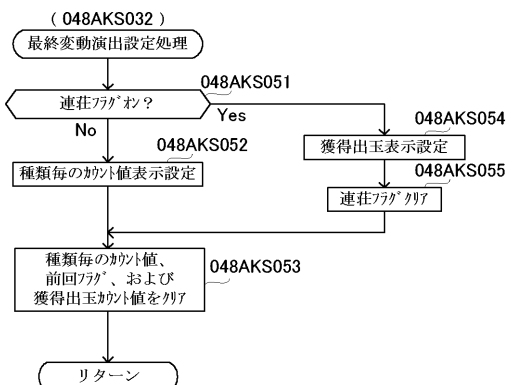 ( 048AKS032 )
最終変動演出設定処理
048AKS051
連荘ﾌﾗｸﾞｵﾝ？
Yes
No
048AKS054
獲得出玉表示設定
048AKS052
種類毎のｶｳﾝﾄ値表示設定
048AKS055
連荘ﾌﾗｸﾞｸﾘｱ
種類毎のｶｳﾝﾄ値、
前回ﾌﾗｸﾞ、および
獲得出玉ｶｳﾝﾄ値をｸﾘｱ
048AKS053
リターン